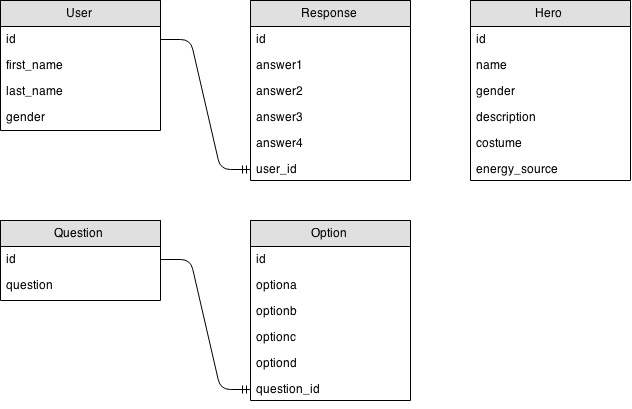 User
id
first_name
last_name
gender
Response
id
answer1
answer2
answer3
answer4
user_id
Hero
id
name
gender
description
costume
energy_source
Question
id
question
Option
id
optiona
optionb
optionc
optiond
question_id